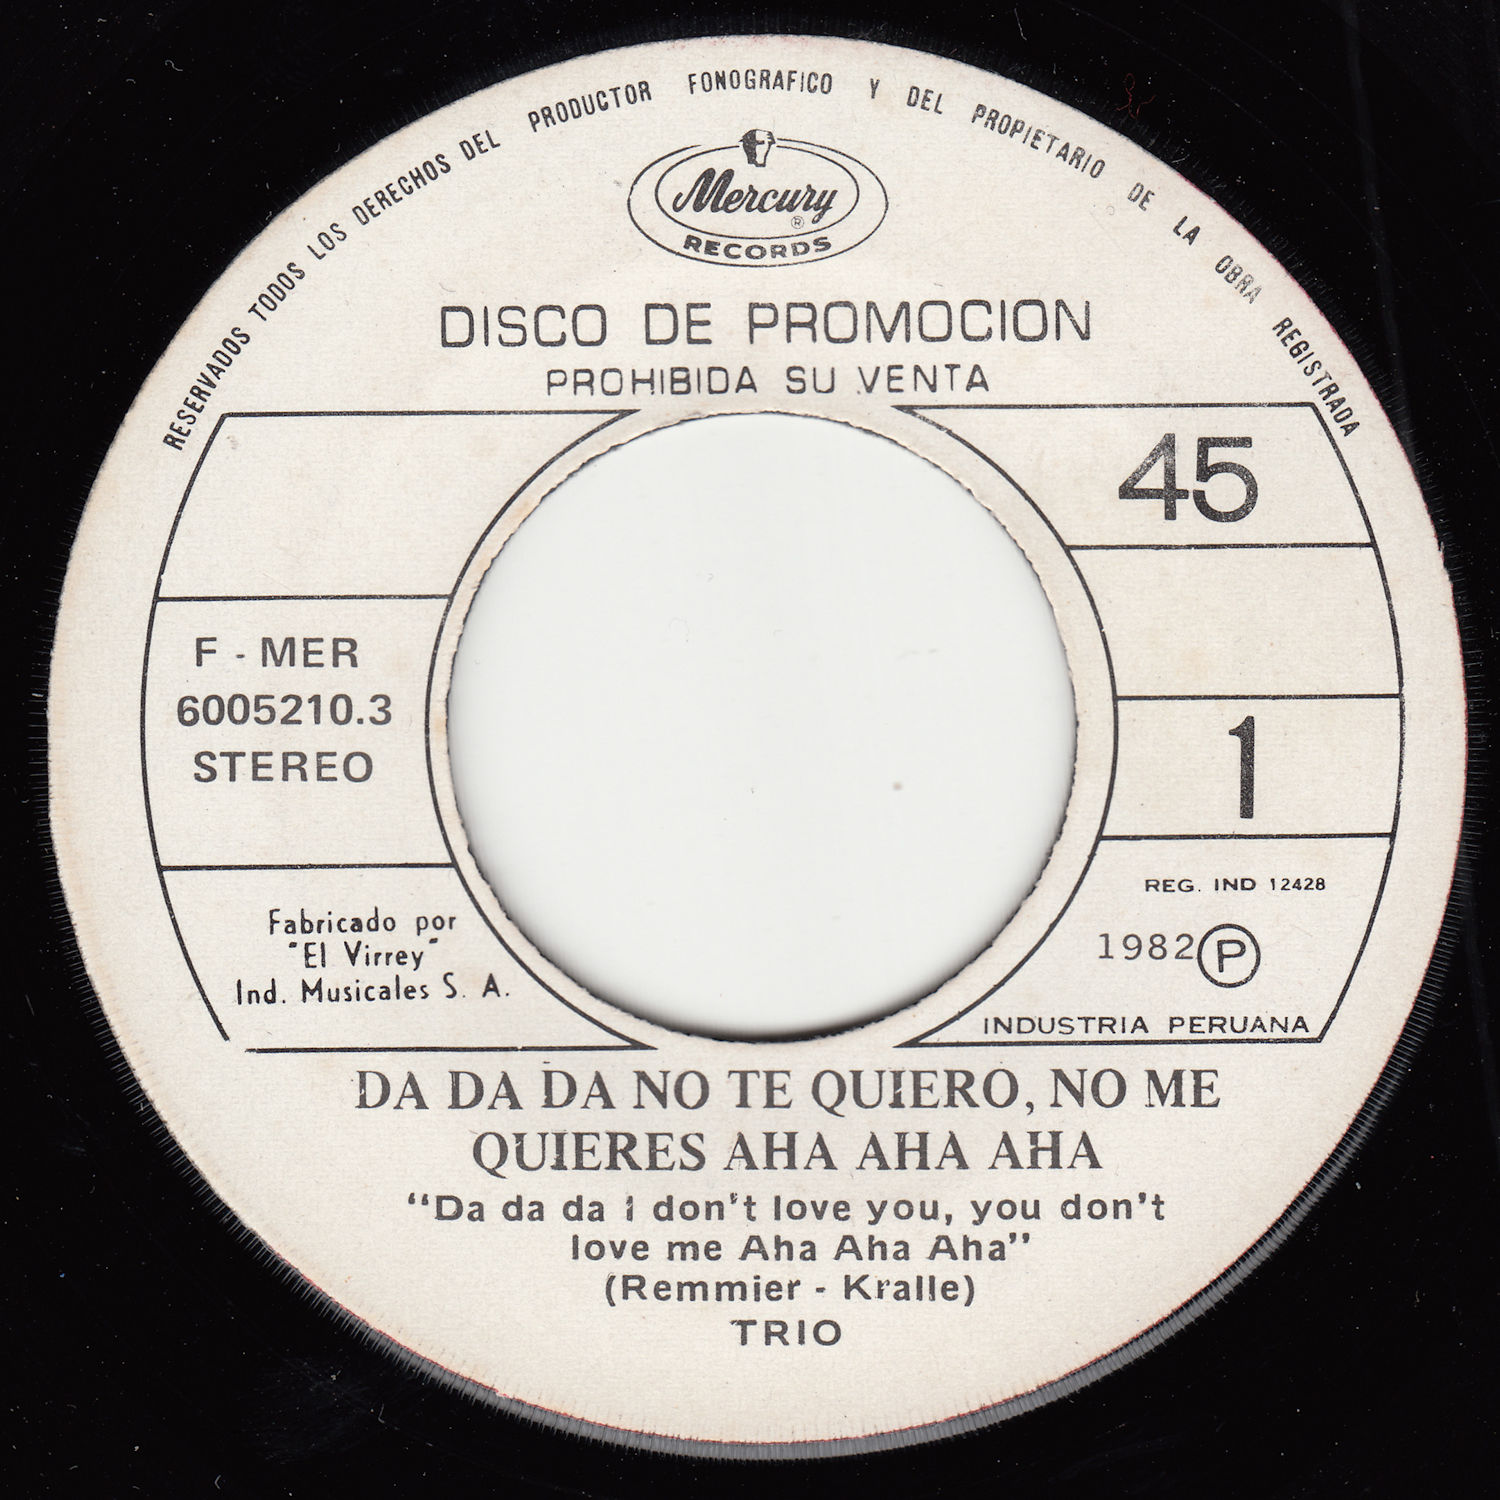 RESERVADOS TODOS LOS DERECHOS DEL PRODUCTOR FONOGRAFICO Y DEL PROPIETARIO DE LA OBRA REGISTRADA
Mercury ®
RECORDS
DISCO DE PROMOCION
PROHIBIDA SU VENTA
45
F - MER
6005210.3
STEREO
1
Fabricado por
"El Virrey"
Ind. Musicales S. A.
REG. IND 12428
1982 Ⓟ
INDUSTRIA PERUANA
DA DA DA NO TE QUIERO, NO ME
QUIERES AHA AHA AHA
“Da da da i don't love you, you don't
love me Aha Aha Aha”
(Remmier - Kralle)
TRIO